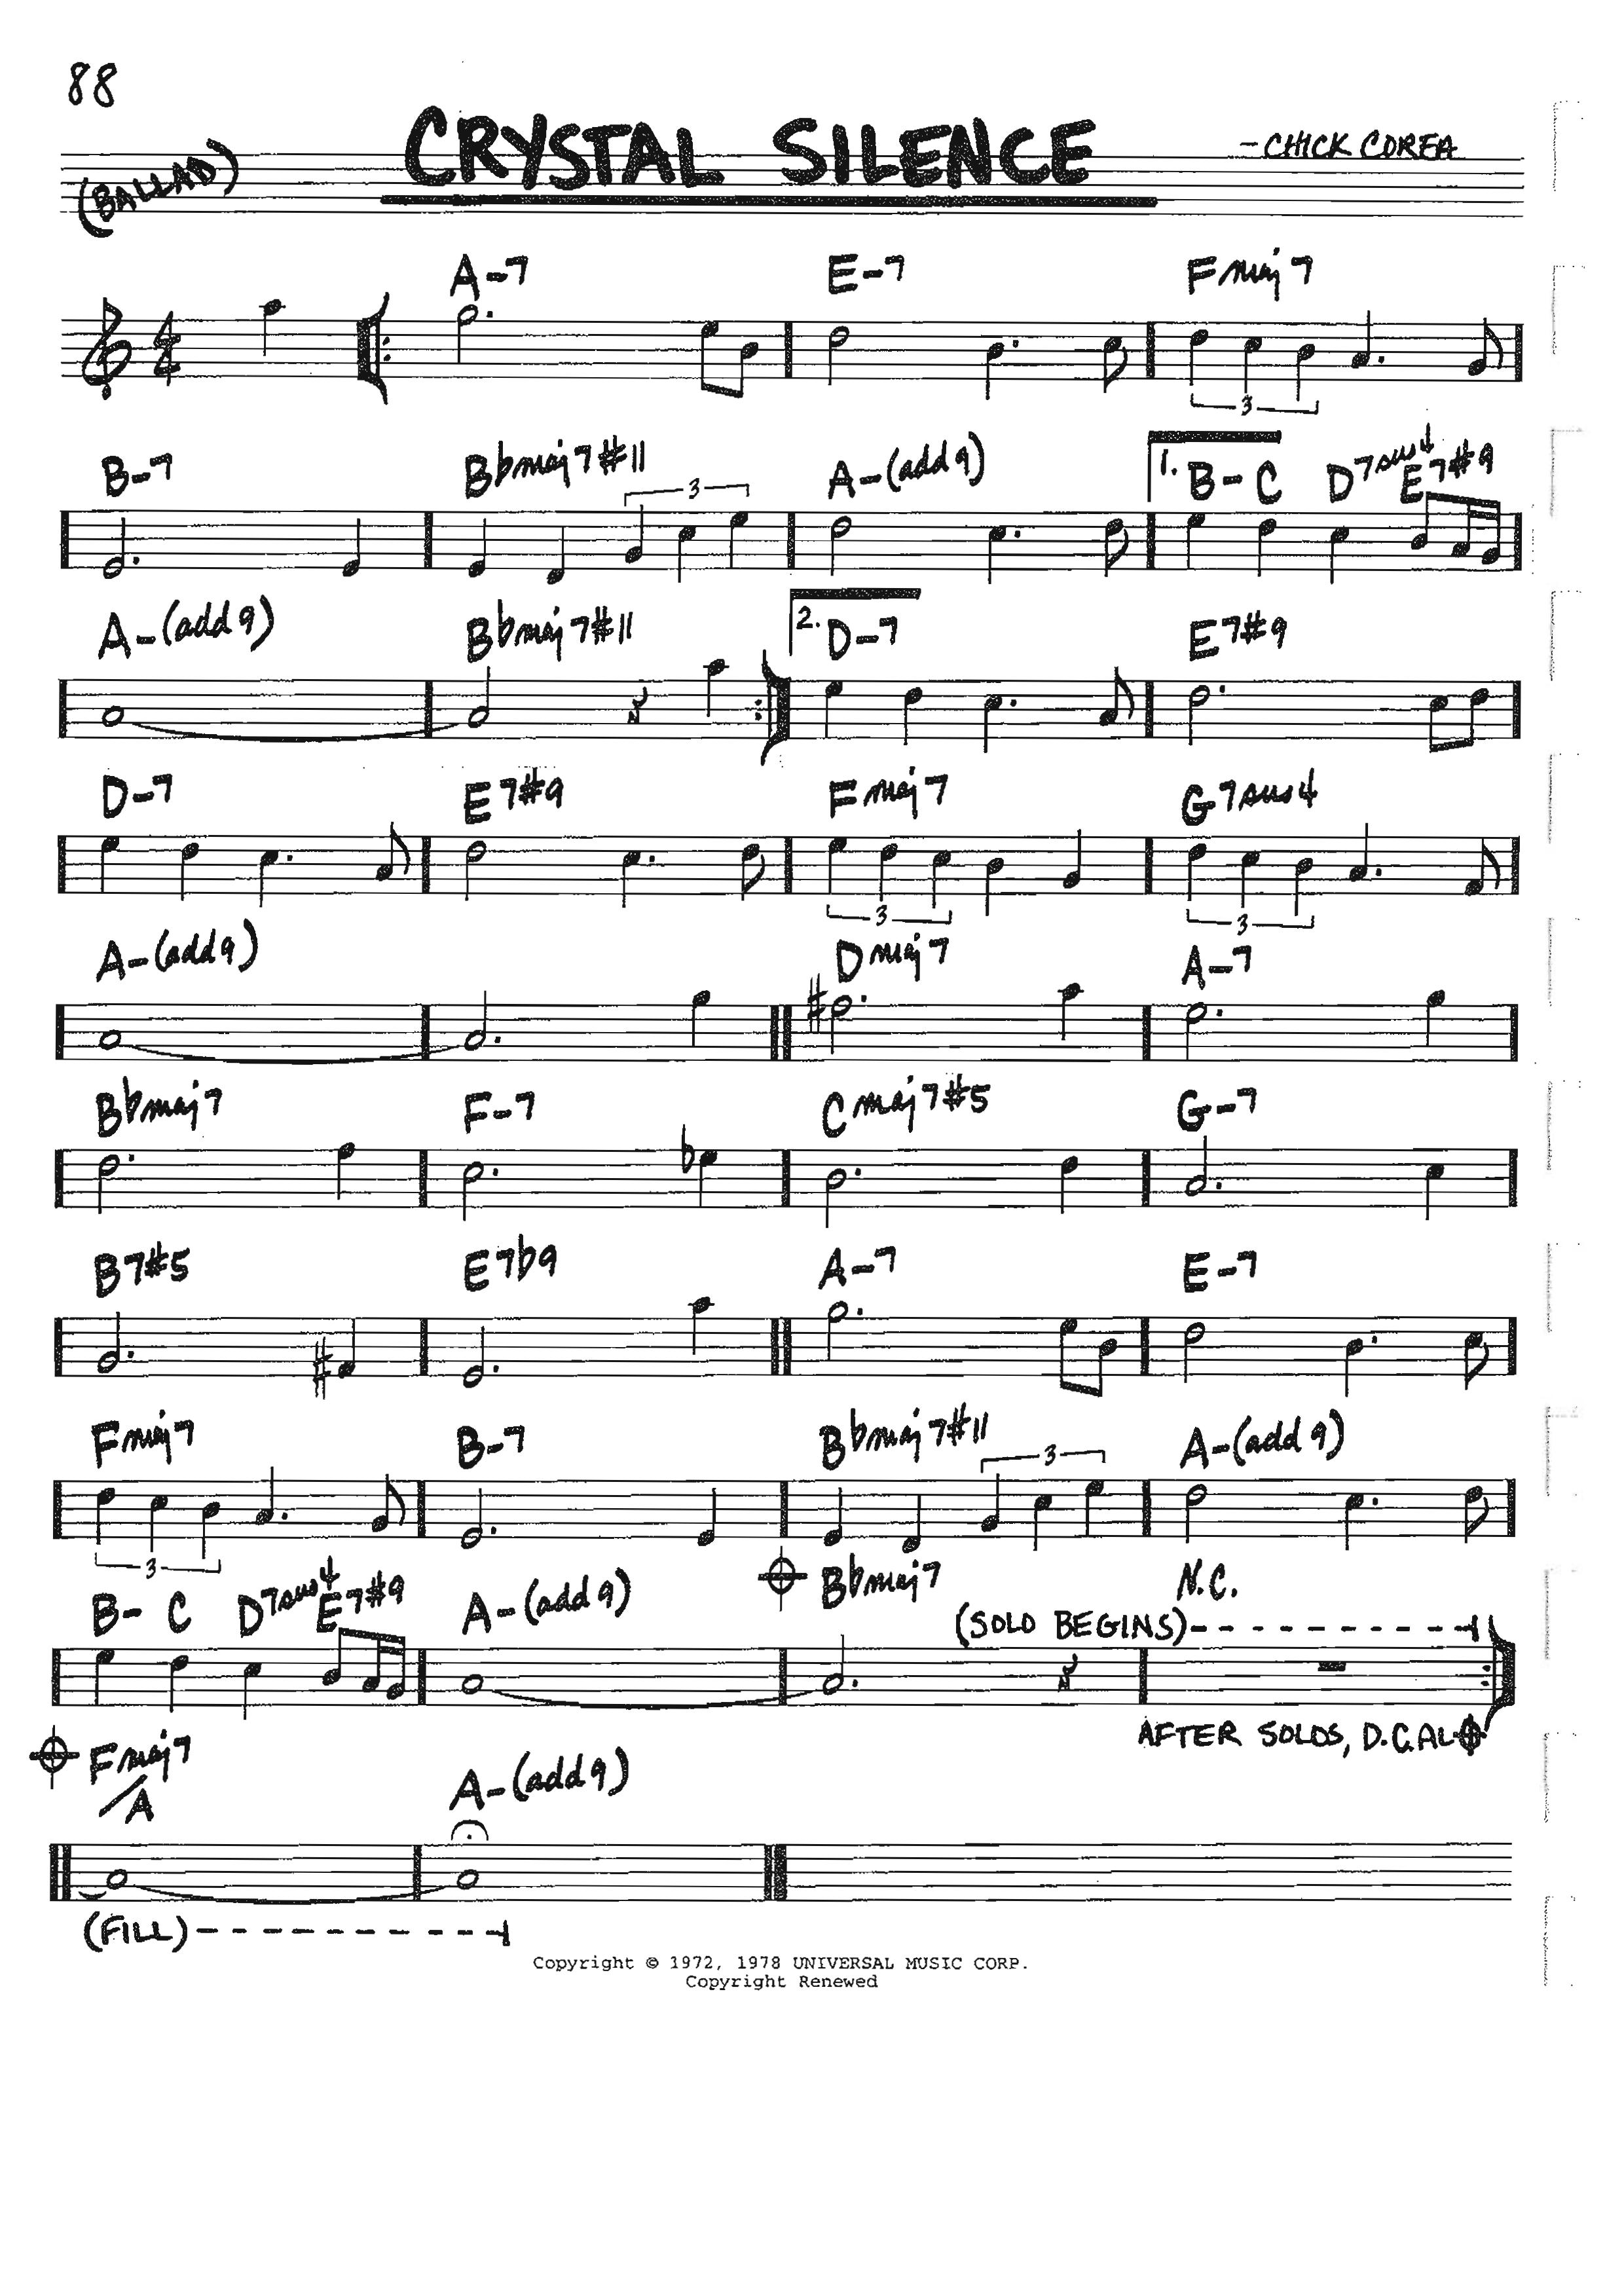 88
(BALLAD)
CRYSTAL SILENCE
- CHICK COREA
A-7 E-7 Fmaj7
4/4
3
B-7 Bbmaj7#11 A-(add9) 1. B- C D7sus4 E7#9
3
A-(add9) Bbmaj7#11 2. D-7 E7#9
D-7 E7#9 Fmaj7 G7sus4
3 3
A-(add9) Dmaj7 A-7
Bbmaj7 F-7 Cmaj7#5 G-7
B7#5 E7b9 A-7 E-7
Fmaj7 B-7 Bbmaj7#11 A-(add9)
3
3
B- C D7sus4 E7#9 A-(add9) Bbmaj7 N.C.
(SOLO BEGINS)
AFTER SOLOS, D.C. AL
Fmaj7/A A-(add9)
(FILL)
Copyright © 1972, 1978 UNIVERSAL MUSIC CORP.
Copyright Renewed